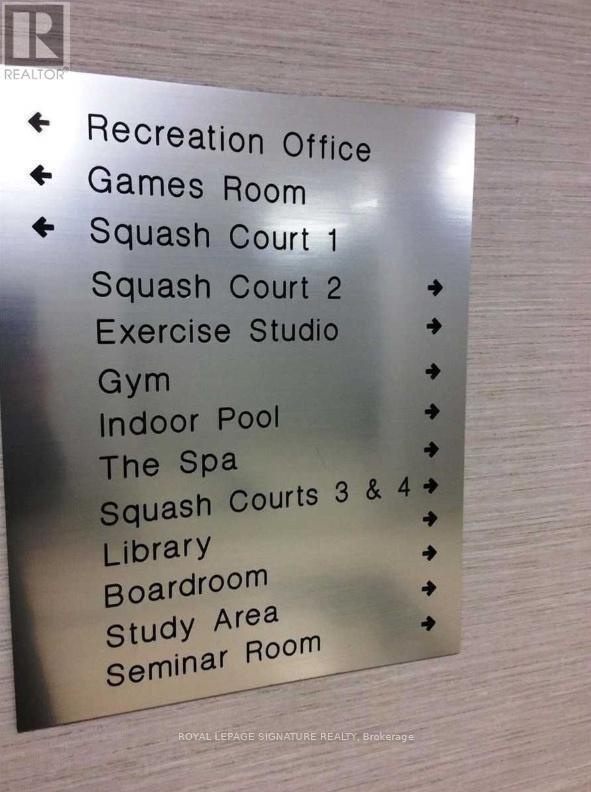 REALTOR®
← Recreation Office
← Games Room
← Squash Court 1
Squash Court 2 →
Exercise Studio →
Gym →
Indoor Pool →
The Spa →
Squash Courts 3 & 4 →
Library →
Boardroom →
Study Area →
Seminar Room →
ROYAL LEPAGE SIGNATURE REALTY, Brokerage